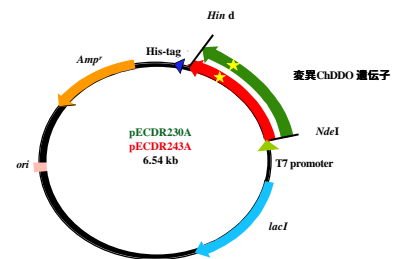 Hin d
His-tag
Ampʳ
変異ChDDO 遺伝子
pECDR230A
pECDR243A
6.54 kb
NdeI
ori
T7 promoter
lacI